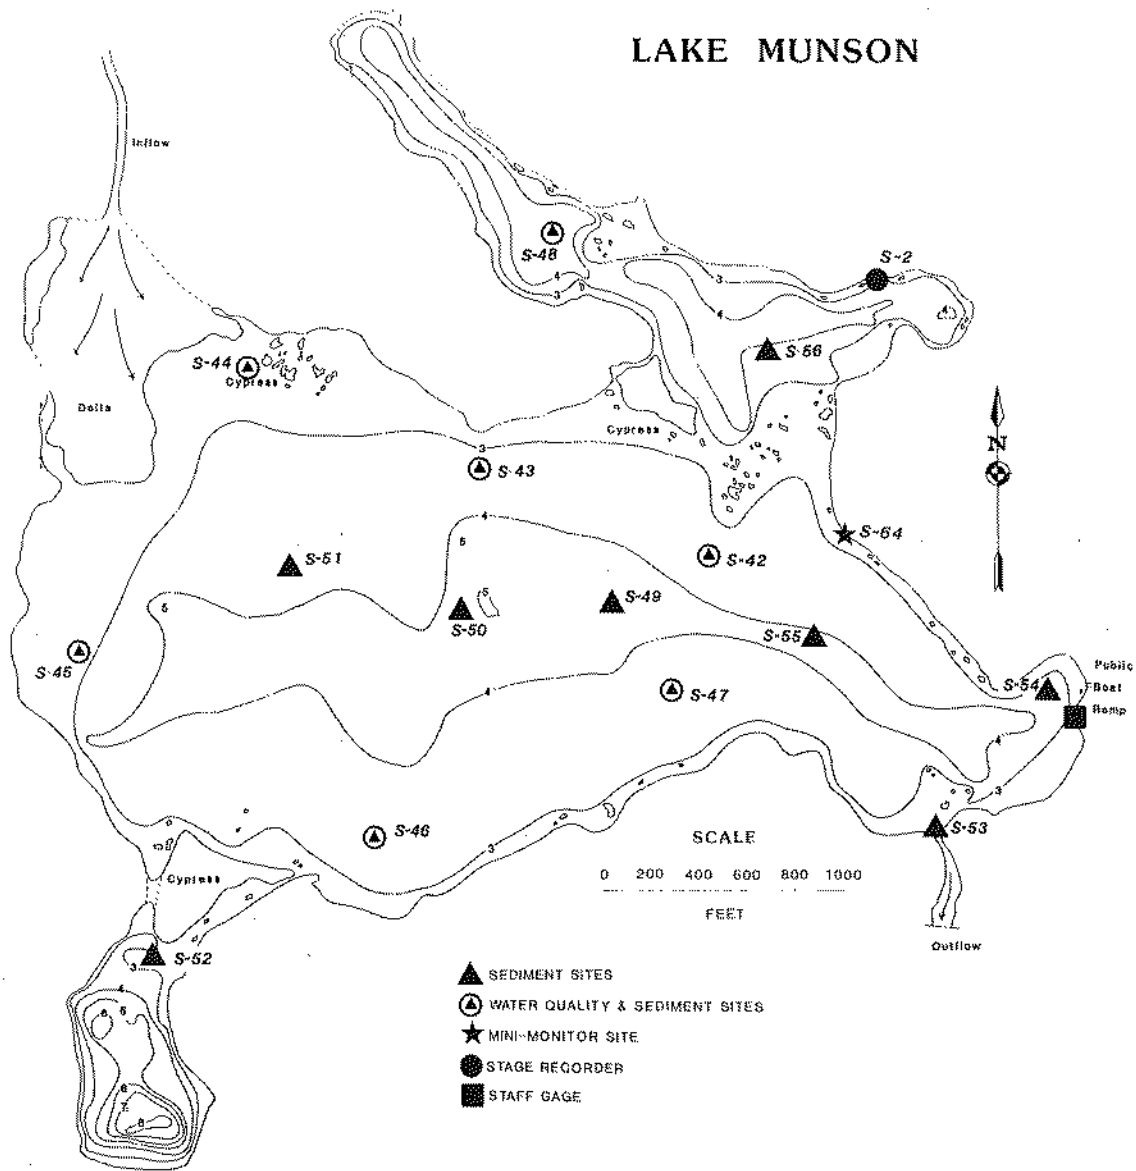 LAKE MUNSON
Inflow
S-48
S-2
4
3
3
4
S-56
S-44
Cypress
Delta
Cypress
N
3
S-43
4
5
S-42
S-64
S-51
5
5
S-49
S-50
S-55
S-45
4
S-47
Public
S-54
Boat
Ramp
4
3
S-46
3
S-53
SCALE
0 200 400 600 800 1000
FEET
Cypress
Outflow
S-52
3
4
5
6
6
7
8
SEDIMENT SITES
WATER QUALITY & SEDIMENT SITES
MINI-MONITOR SITE
STAGE RECORDER
STAFF GAGE